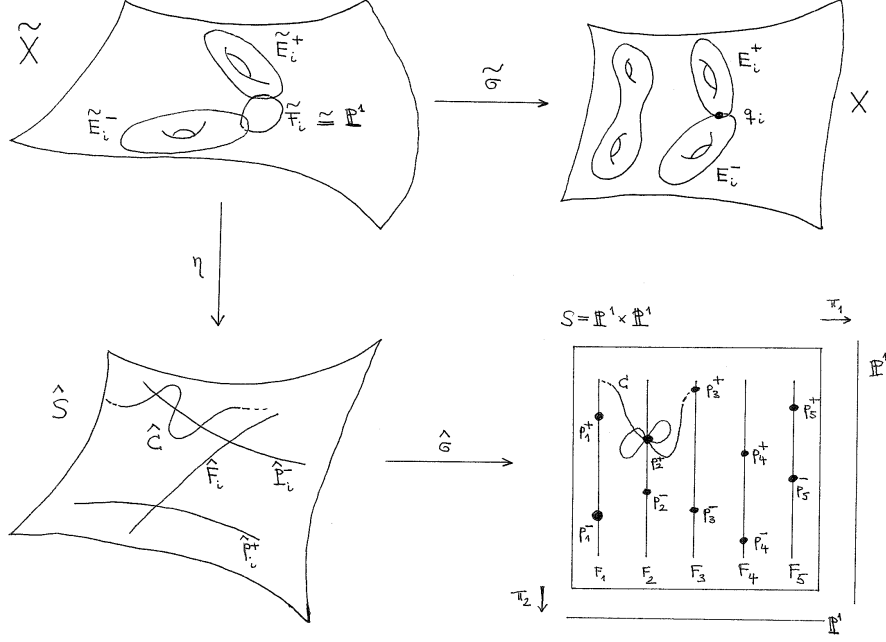 X̃
Ẽᵢ⁺
Ẽᵢ⁻
F̃ᵢ ≅ ℙ¹
σ̃
Eᵢ⁺
qᵢ
Eᵢ⁻
X
η
S = ℙ¹ × ℙ¹
π₁
ℙ¹
Ŝ
Ĉ
F̂ᵢ
P̂ᵢ⁻
P̂ᵢ⁺
σ̂
C
p₁⁺
p₂⁺
p₃⁺
p₄⁺
p₅⁺
p₁⁻
p₂⁻
p₃⁻
p₄⁻
p₅⁻
F₁ F₂ F₃ F₄ F₅
π₂
ℙ¹